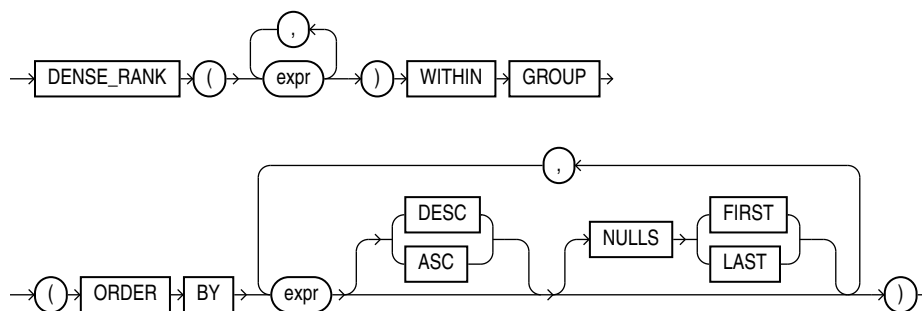 ,
DENSE_RANK ( expr ) WITHIN GROUP
,
DESC FIRST
NULLS
ASC LAST
( ORDER BY expr )